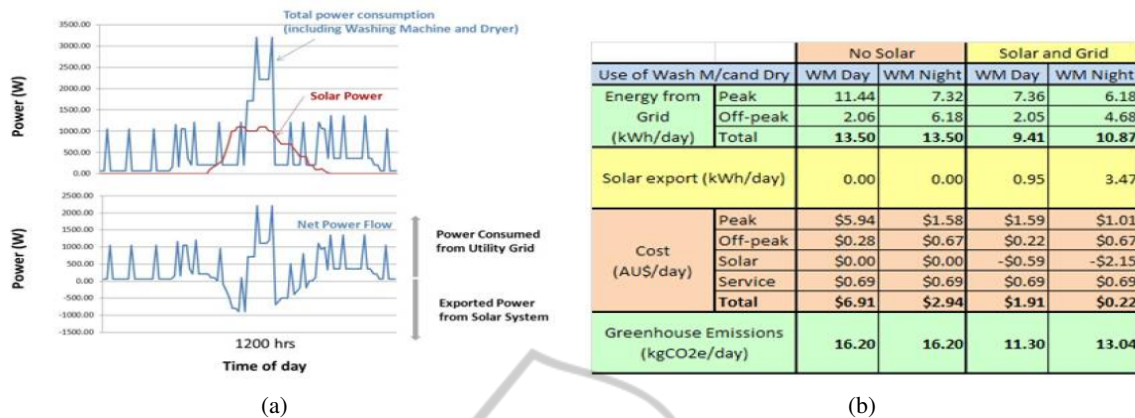 Total power consumption
(including Washing Machine and Dryer)
Solar Power
Power (W)
3500.00
3000.00
2500.00
2000.00
1500.00
1000.00
500.00
0.00
Net Power Flow
Power (W)
2500.00
2000.00
1500.00
1000.00
500.00
0.00
-500.00
-1000.00
-1500.00
1200 hrs
Time of day
Power Consumed
from Utility Grid
Exported Power
from Solar System
(a)
No Solar Solar and Grid
Use of Wash M/cand Dry WM Day WM Night WM Day WM Night
Energy from Grid (kWh/day) Peak 11.44 7.32 7.36 6.18
Off-peak 2.06 6.18 2.05 4.68
Total 13.50 13.50 9.41 10.87
Solar export (kWh/day) 0.00 0.00 0.95 3.47
Cost (AU$/day) Peak $5.94 $1.58 $1.59 $1.01
Off-peak $0.28 $0.67 $0.22 $0.67
Solar $0.00 $0.00 -$0.59 -$2.15
Service $0.69 $0.69 $0.69 $0.69
Total $6.91 $2.94 $1.91 $0.22
Greenhouse Emissions
(kgCO2e/day) 16.20 16.20 11.30 13.04
(b)